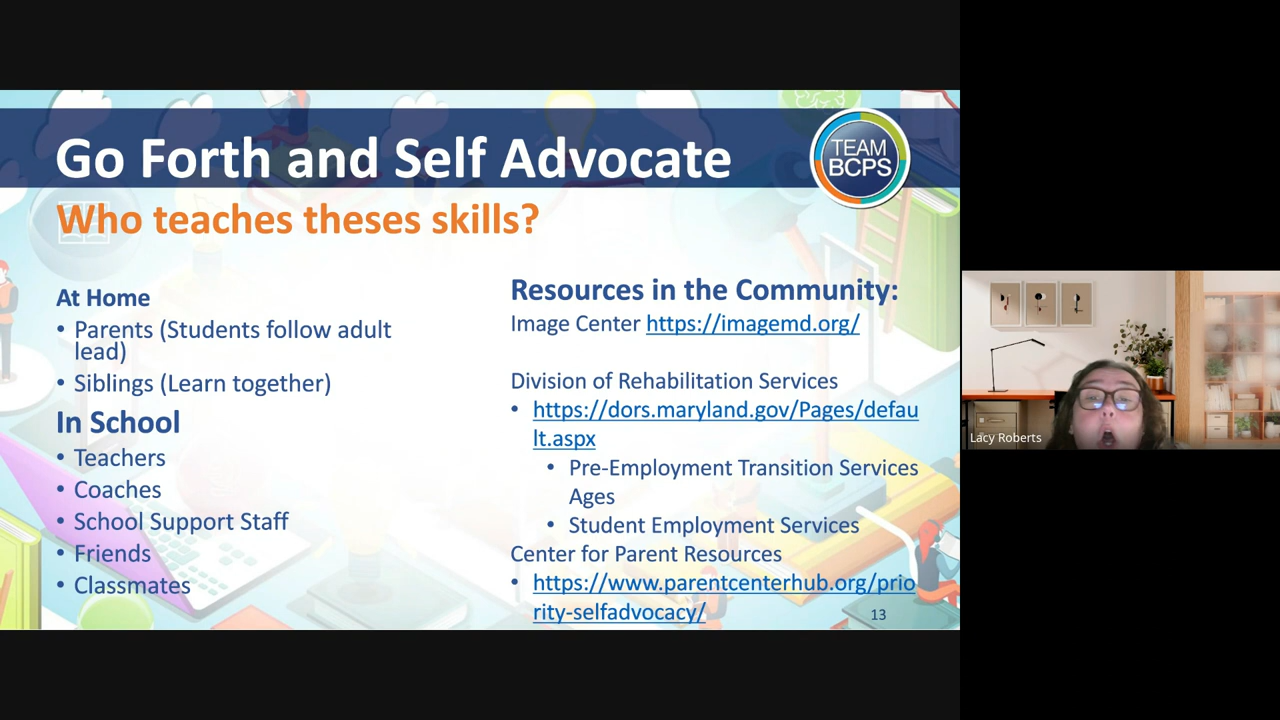 Go Forth and Self Advocate
TEAM
BCPS
Who teaches theses skills?
At Home
• Parents (Students follow adult
lead)
• Siblings (Learn together)
In School
• Teachers
• Coaches
• School Support Staff
• Friends
• Classmates
Resources in the Community:
Image Center https://imagemd.org/
Division of Rehabilitation Services
• https://dors.maryland.gov/Pages/defau
lt.aspx
• Pre-Employment Transition Services
Ages
• Student Employment Services
Center for Parent Resources
• https://www.parentcenterhub.org/prio
rity-selfadvocacy/
13
Lacy Roberts